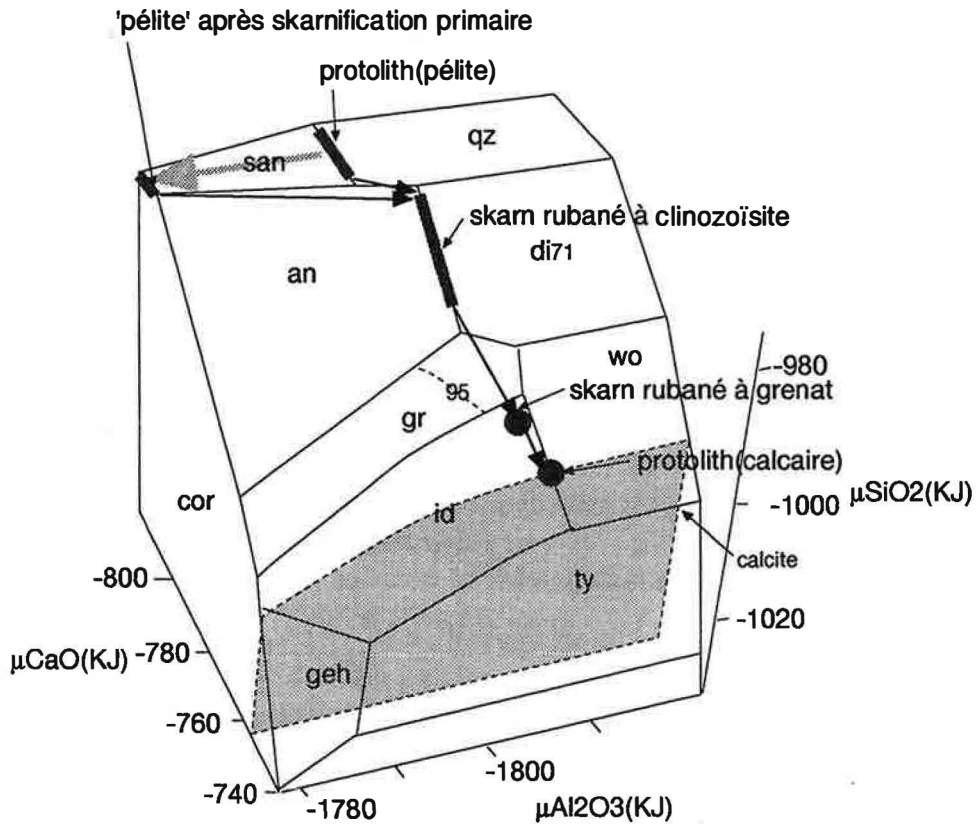 'pélite' après skarnification primaire
protolith(pélite)
qz
san
skarn rubané à clinozoïsite
di71
an
wo
-980
95
skarn rubané à grenat
gr
protolith(calcaire)
cor
-1000
µSiO2(KJ)
id
calcite
-800
ty
-1020
µCaO(KJ)
-780
geh
-760
-740
-1800
-1780
µAl2O3(KJ)